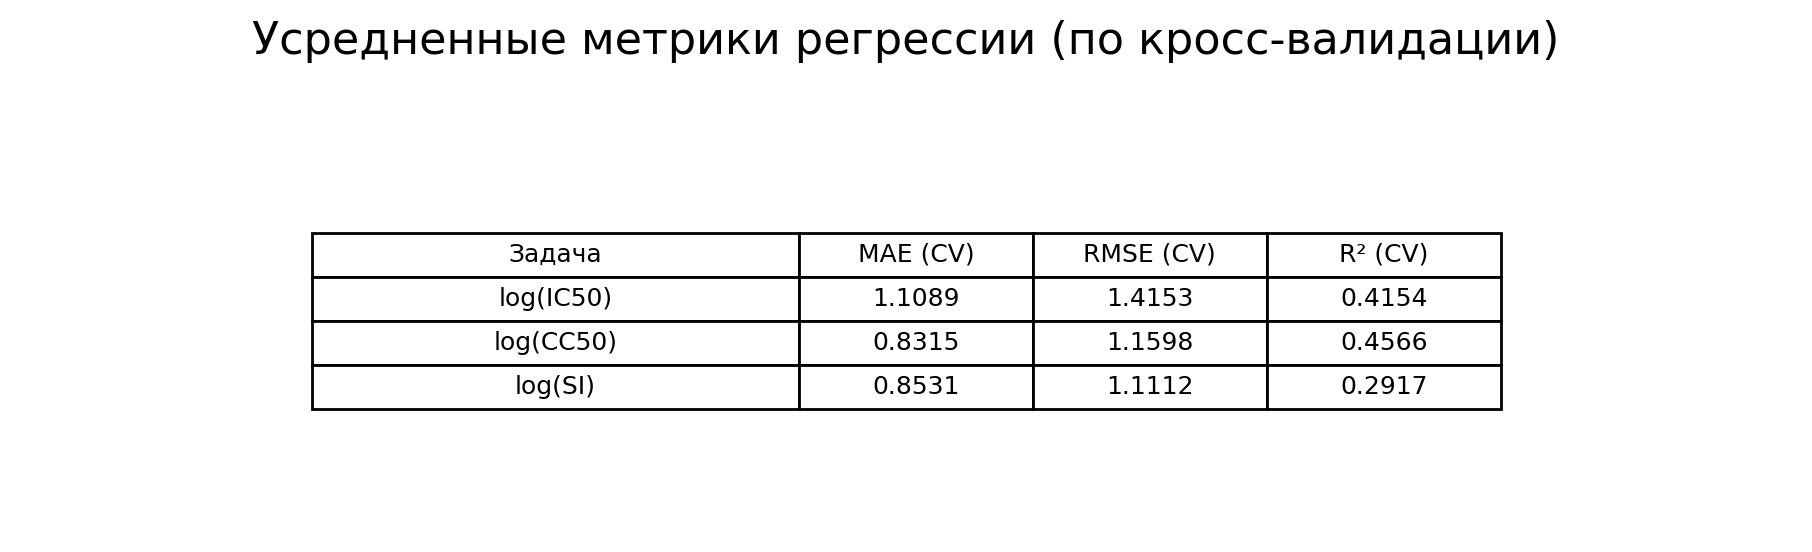 Усредненные метрики регрессии (по кросс-валидации)
Задача MAE (CV) RMSE (CV) R² (CV)
log(IC50) 1.1089 1.4153 0.4154
log(CC50) 0.8315 1.1598 0.4566
log(SI) 0.8531 1.1112 0.2917